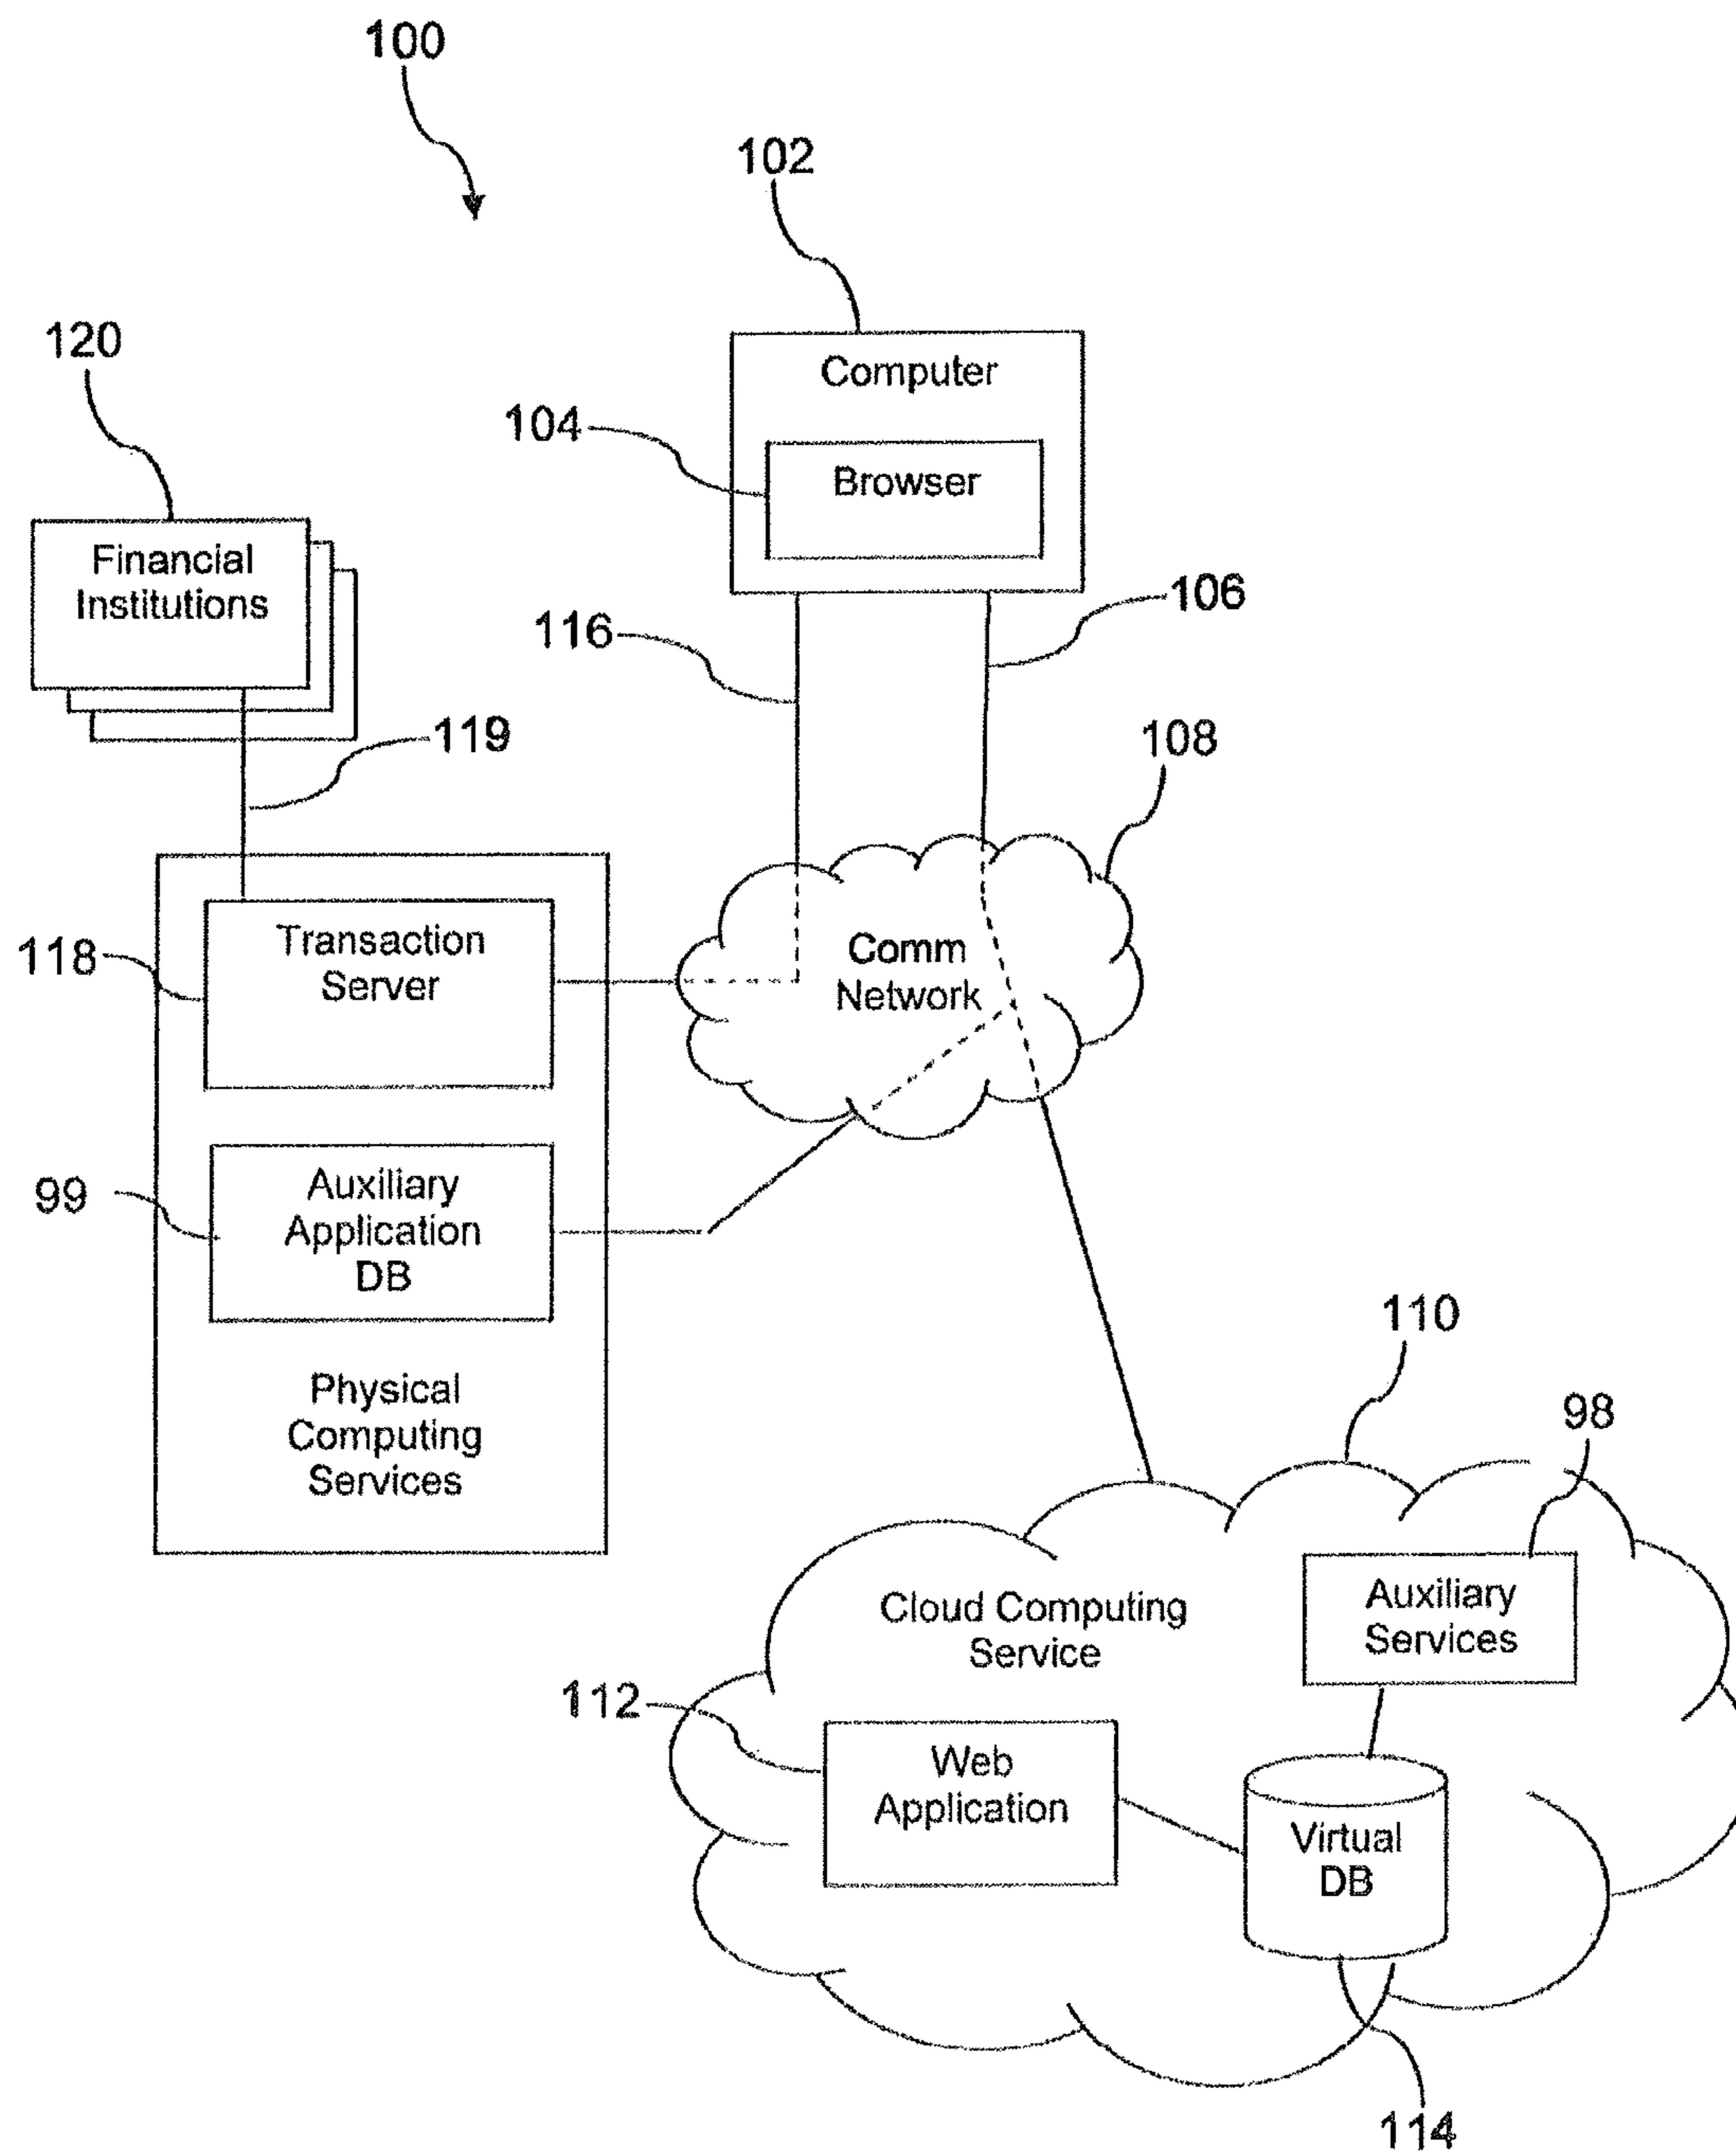 100
102
120
Computer
104
Browser
Financial
Institutions
106
116
119
108
Transaction
Server
118
Comm
Network
99
Auxiliary
Application
DB
Physical
Computing
Services
110
98
Cloud Computing
Service
Auxiliary
Services
112
Web
Application
Virtual
DB
114